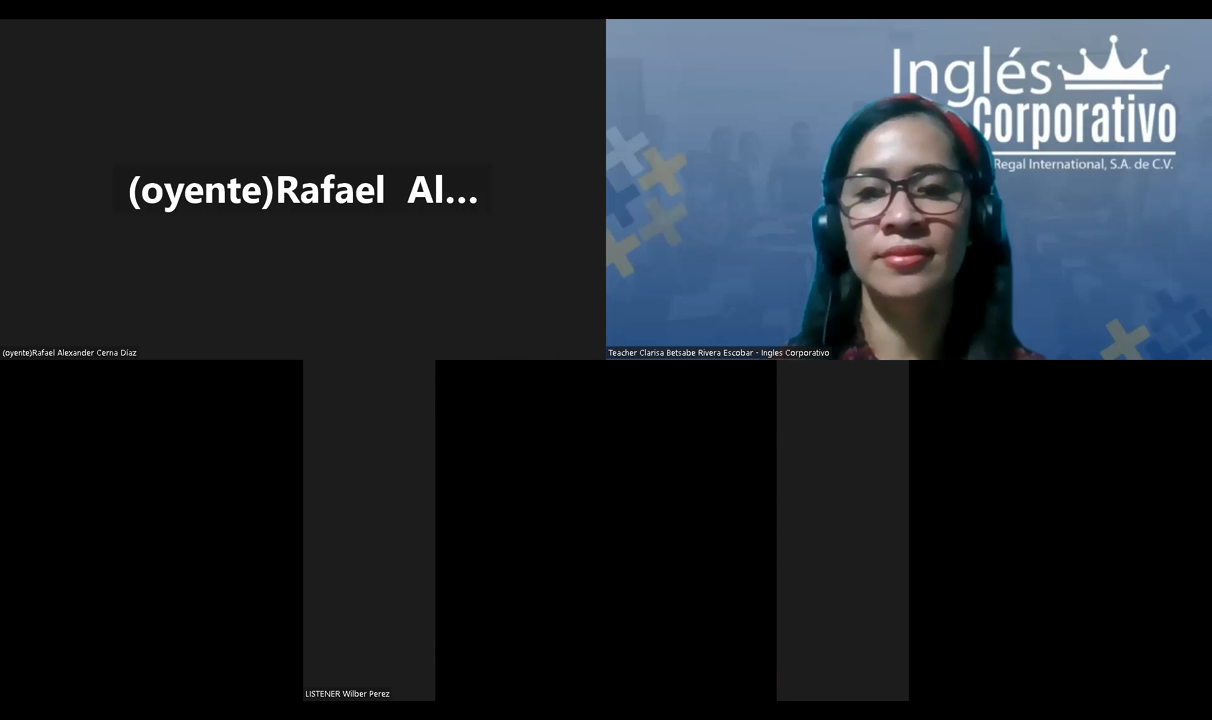 (oyente)Rafael Al...
Inglés
Corporativo
Regal International, S.A. de C.V.
(oyente)Rafael Alexander Cerna Díaz
Teacher Clarisa Betsabe Rivera Escobar - Ingles Corporativo
LISTENER Wilber Perez